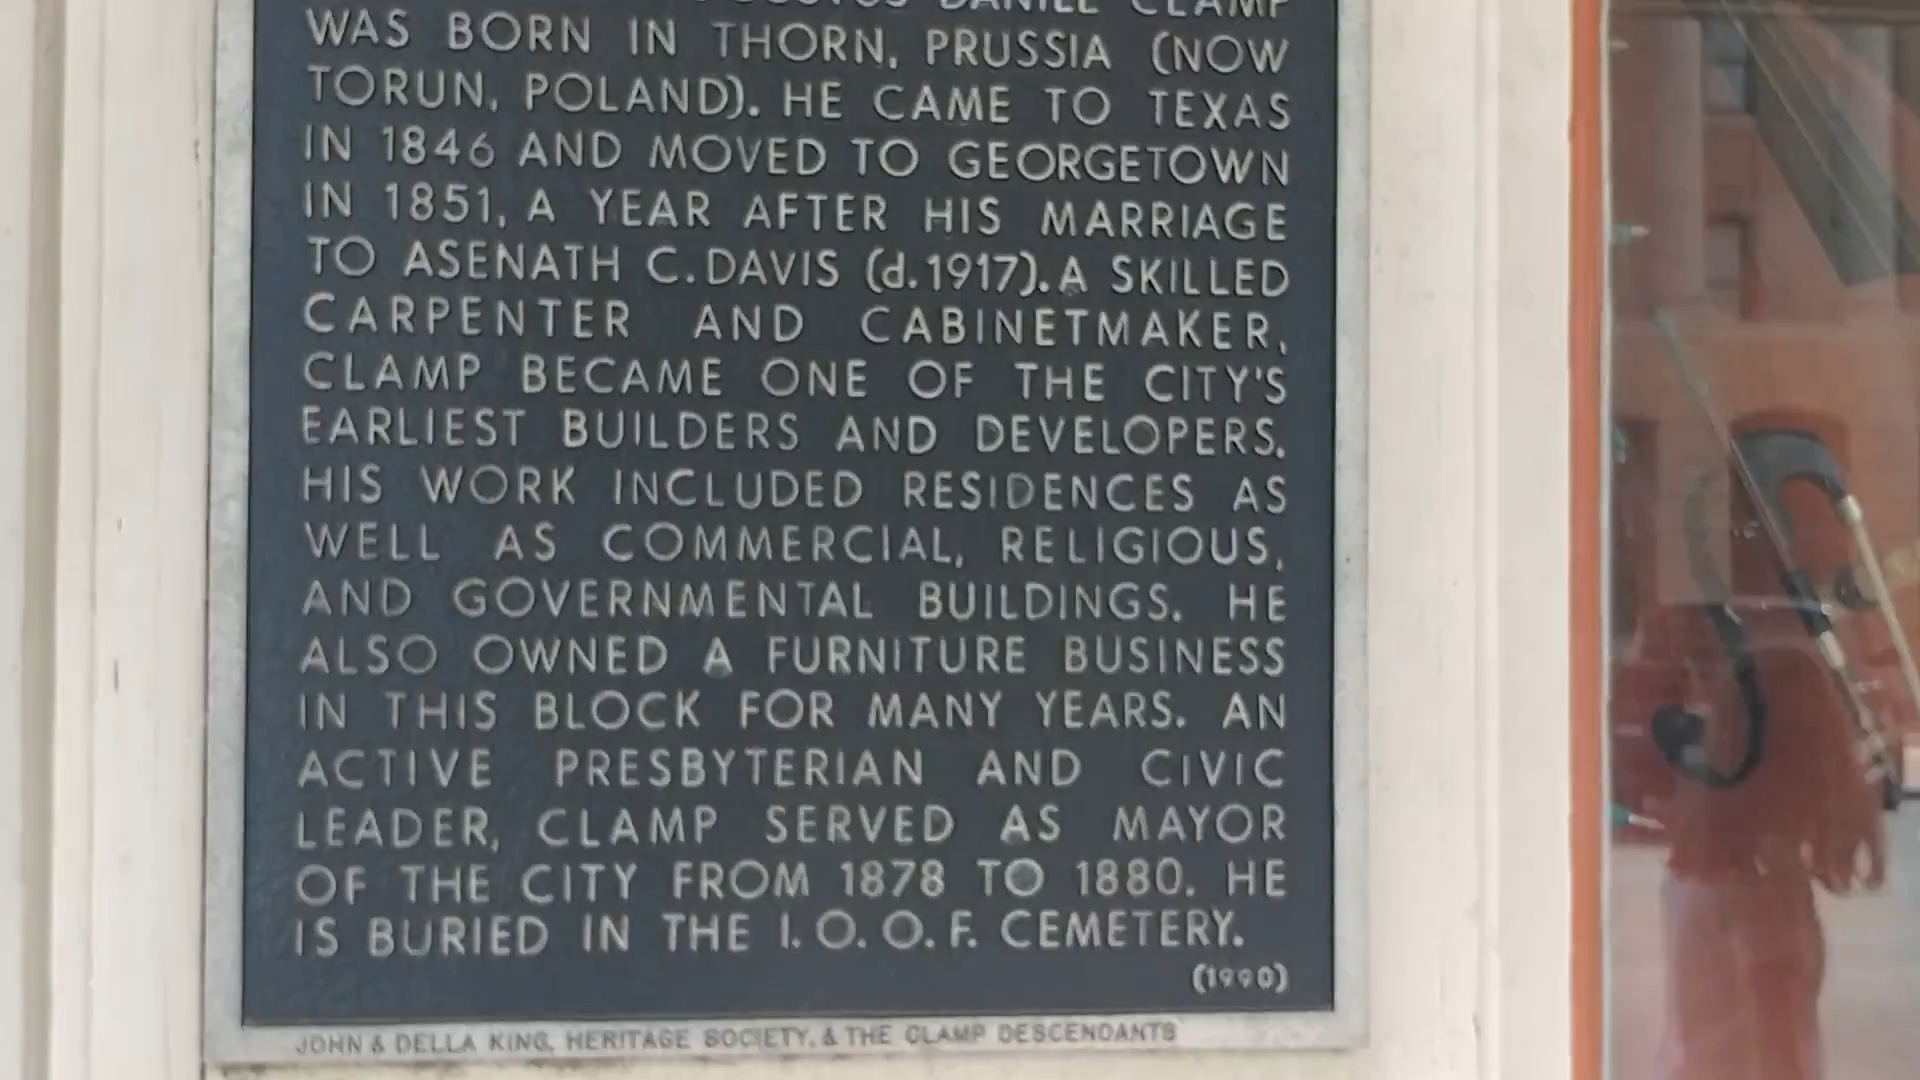 DANIEL CLAMP
WAS BORN IN THORN, PRUSSIA (NOW
TORUN, POLAND). HE CAME TO TEXAS
IN 1846 AND MOVED TO GEORGETOWN
IN 1851, A YEAR AFTER HIS MARRIAGE
TO ASENATH C. DAVIS (d. 1917). A SKILLED
CARPENTER AND CABINETMAKER,
CLAMP BECAME ONE OF THE CITY'S
EARLIEST BUILDERS AND DEVELOPERS.
HIS WORK INCLUDED RESIDENCES AS
WELL AS COMMERCIAL, RELIGIOUS,
AND GOVERNMENTAL BUILDINGS. HE
ALSO OWNED A FURNITURE BUSINESS
IN THIS BLOCK FOR MANY YEARS. AN
ACTIVE PRESBYTERIAN AND CIVIC
LEADER, CLAMP SERVED AS MAYOR
OF THE CITY FROM 1878 TO 1880. HE
IS BURIED IN THE I.O.O.F. CEMETERY.
(1990)
JOHN & DELLA KING, HERITAGE SOCIETY, & THE CLAMP DESCENDANTS